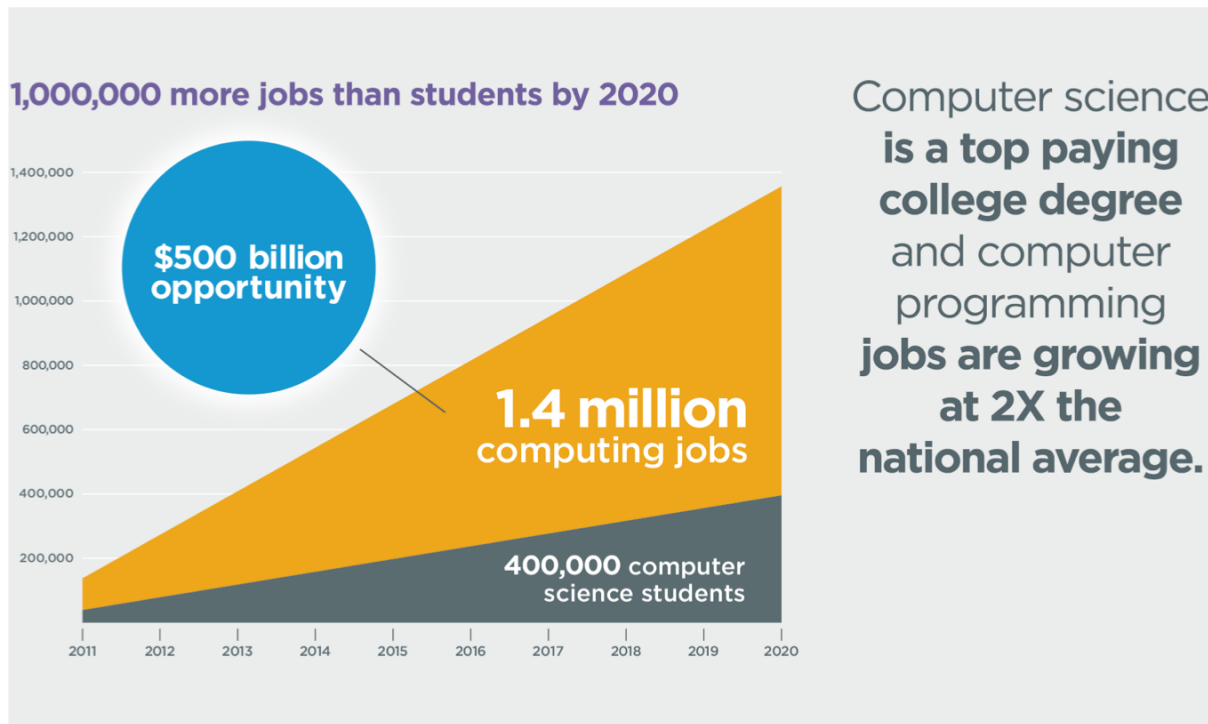 1,000,000 more jobs than students by 2020
1,400,000
1,200,000
1,000,000
800,000
600,000
400,000
200,000
$500 billion
opportunity
1.4 million
computing jobs
400,000 computer
science students
2011 2012 2013 2014 2015 2016 2017 2018 2019 2020
Computer science
is a top paying
college degree
and computer
programming
jobs are growing
at 2X the
national average.